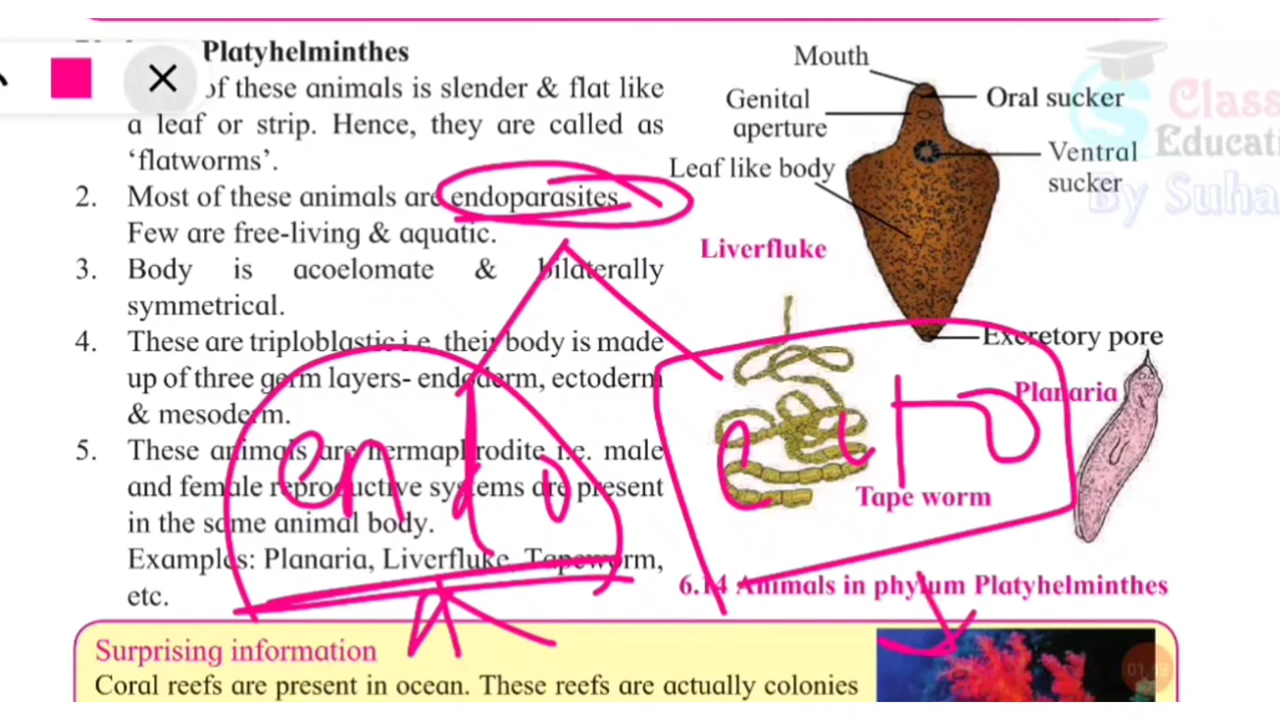 Platyhelminthes
of these animals is slender & flat like
a leaf or strip. Hence, they are called as
‘flatworms’.
2. Most of these animals are endoparasites.
Few are free-living & aquatic.
3. Body is acoelomate & bilaterally
symmetrical.
4. These are triploblastic i.e. their body is made
up of three germ layers- endoderm, ectoderm
& mesoderm.
5. These animals are hermaphrodite i.e. male
and female reproductive systems are present
in the same animal body.
Examples: Planaria, Liverfluke, Tapeworm,
etc.
endo
Mouth
Genital
aperture
Leaf like body
Oral sucker
Ventral
sucker
Liverfluke
Excretory pore
Planaria
Tape worm
6.14 Animals in phylum Platyhelminthes
Class
Educati
By Suha
Surprising information
Coral reefs are present in ocean. These reefs are actually colonies